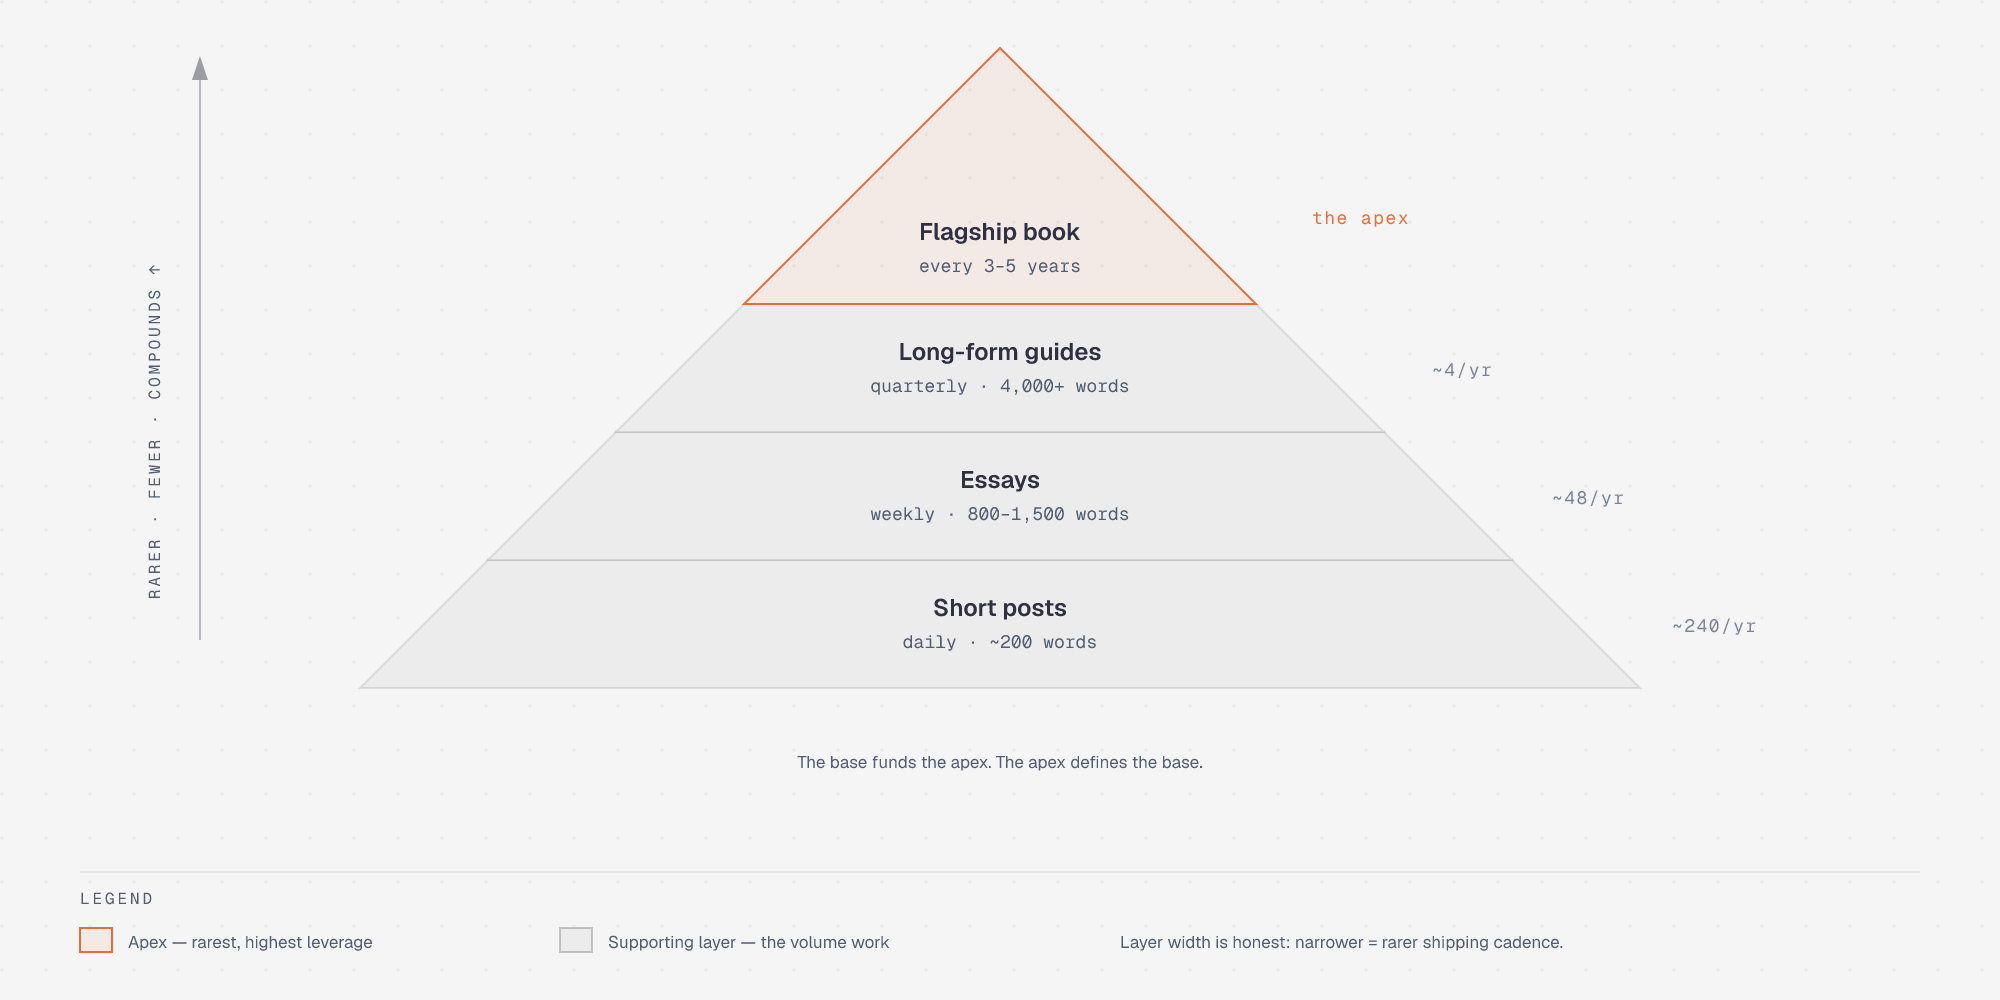 Flagship book
every 3–5 years
the apex
Long-form guides
quarterly · 4,000+ words
~4/yr
Essays
weekly · 800–1,500 words
~48/yr
Short posts
daily · ~200 words
~240/yr
RARER · FEWER · COMPOUNDS ↑
The base funds the apex. The apex defines the base.
LEGEND
Apex — rarest, highest leverage
Supporting layer — the volume work
Layer width is honest: narrower = rarer shipping cadence.